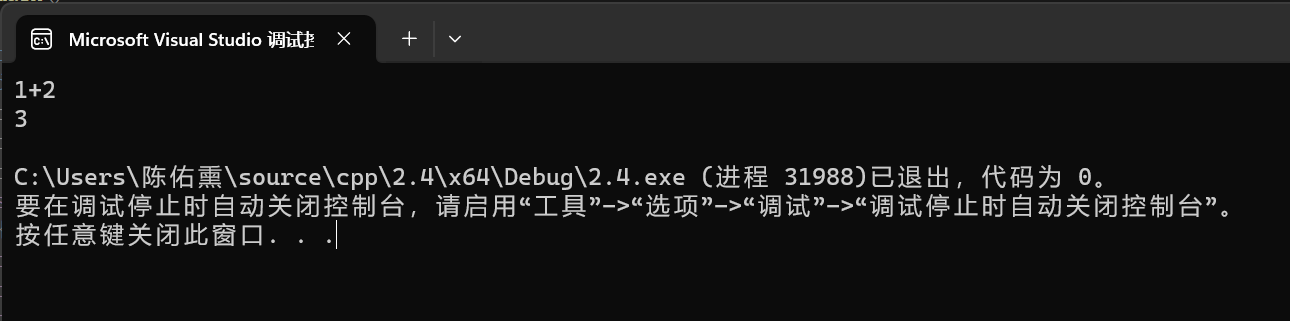 Microsoft Visual Studio 调试
1+2
3
C:\Users\陈佑熏\source\cpp\2.4\x64\Debug\2.4.exe (进程 31988)已退出，代码为 0。
要在调试停止时自动关闭控制台，请启用“工具”->“选项”->“调试”->“调试停止时自动关闭控制台”。
按任意键关闭此窗口. . .